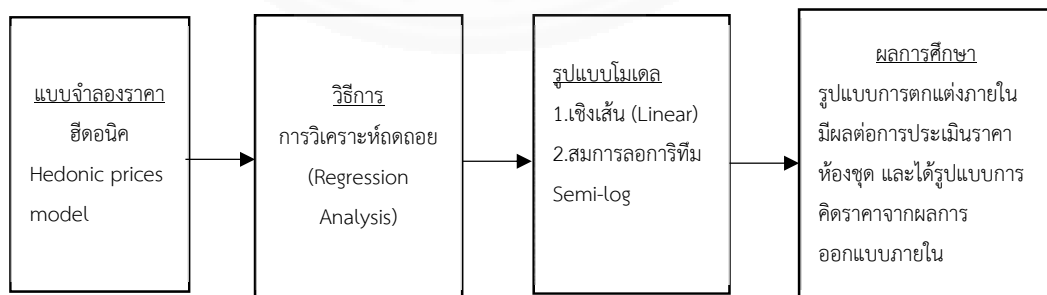 แบบจำลองราคา
ฮีดอนิค
Hedonic prices
model
วิธีการ
การวิเคราะห์ถดถอย
(Regression
Analysis)
รูปแบบโมเดล
1.เชิงเส้น (Linear)
2.สมการลอการิทึม
Semi-log
ผลการศึกษา
รูปแบบการตกแต่งภายใน
มีผลต่อการประเมินราคา
ห้องชุด และได้รูปแบบการ
คิดราคาจากผลการ
ออกแบบภายใน